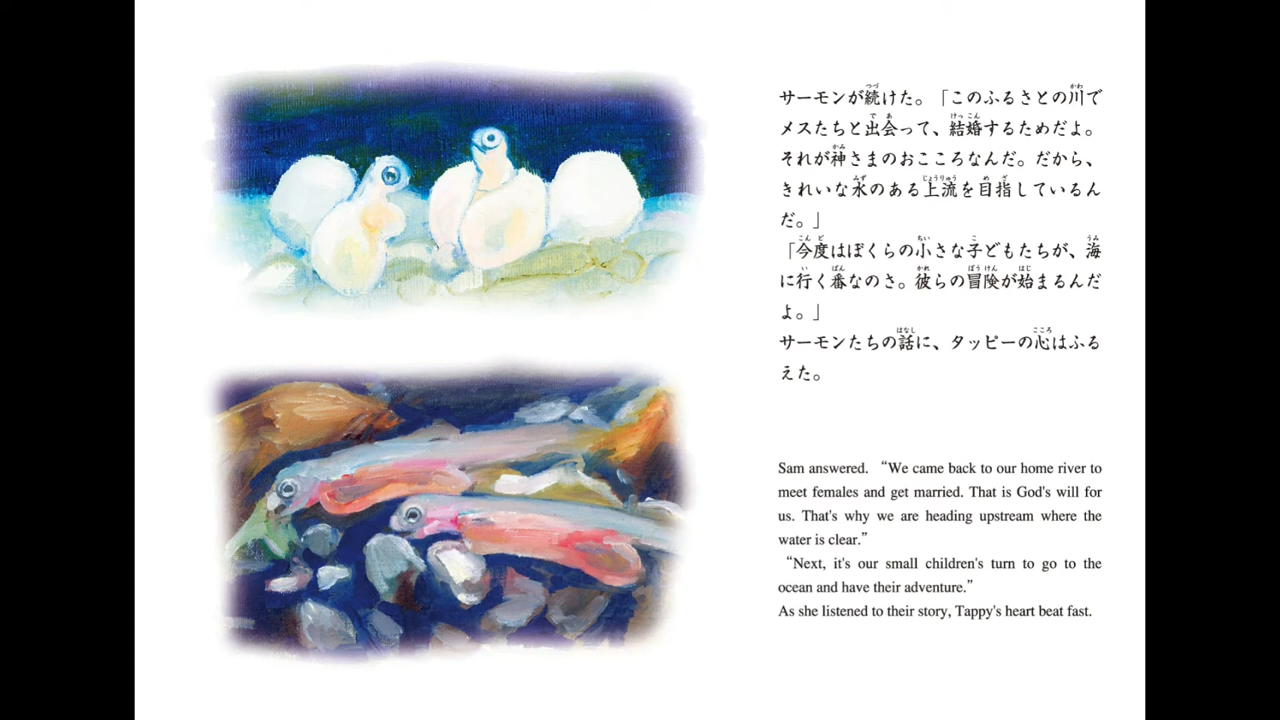 サーモンが続けた。「このふるさとの川で
メスたちと出会って、結婚するためだよ。
それが神さまのおこころなんだ。だから、
きれいな水のある上流を目指しているん
だ。」
「今度はぼくらの小さな子どもたちが、海
に行く番なのさ。彼らの冒険が始まるんだ
よ。」
サーモンたちの話に、タッピーの心はふる
えた。
Sam answered. “We came back to our home river to
meet females and get married. That is God's will for
us. That's why we are heading upstream where the
water is clear.”
“Next, it's our small children's turn to go to the
ocean and have their adventure.”
As she listened to their story, Tappy's heart beat fast.